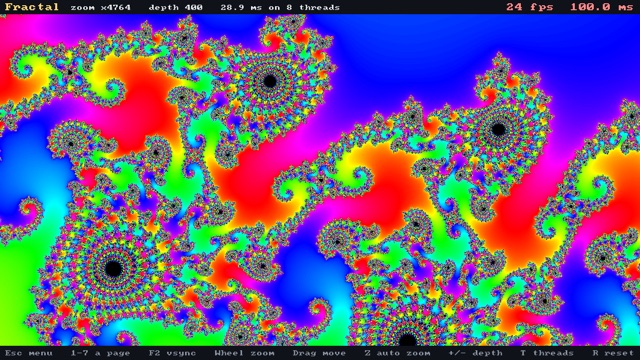 Fractal zoom x4764 depth 400 28.9 ms on 8 threads 24 fps 100.0 ms
Esc menu 1-7 a page F2 vsync Wheel zoom Drag move Z auto zoom +/- depth T threads R reset